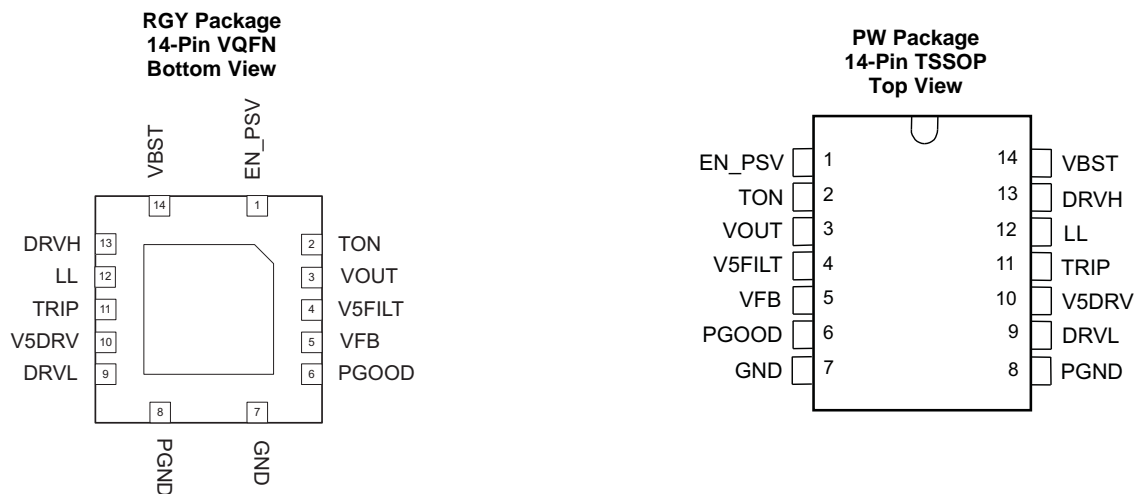 RGY Package
14-Pin VQFN
Bottom View
VBST
EN_PSV
14
1
DRVH 13
2 TON
LL 12
3 VOUT
TRIP 11
4 V5FILT
V5DRV 10
5 VFB
DRVL 9
6 PGOOD
8
7
PGND
GND
PW Package
14-Pin TSSOP
Top View
EN_PSV 1
14 VBST
TON 2
13 DRVH
VOUT 3
12 LL
V5FILT 4
11 TRIP
VFB 5
10 V5DRV
PGOOD 6
9 DRVL
GND 7
8 PGND